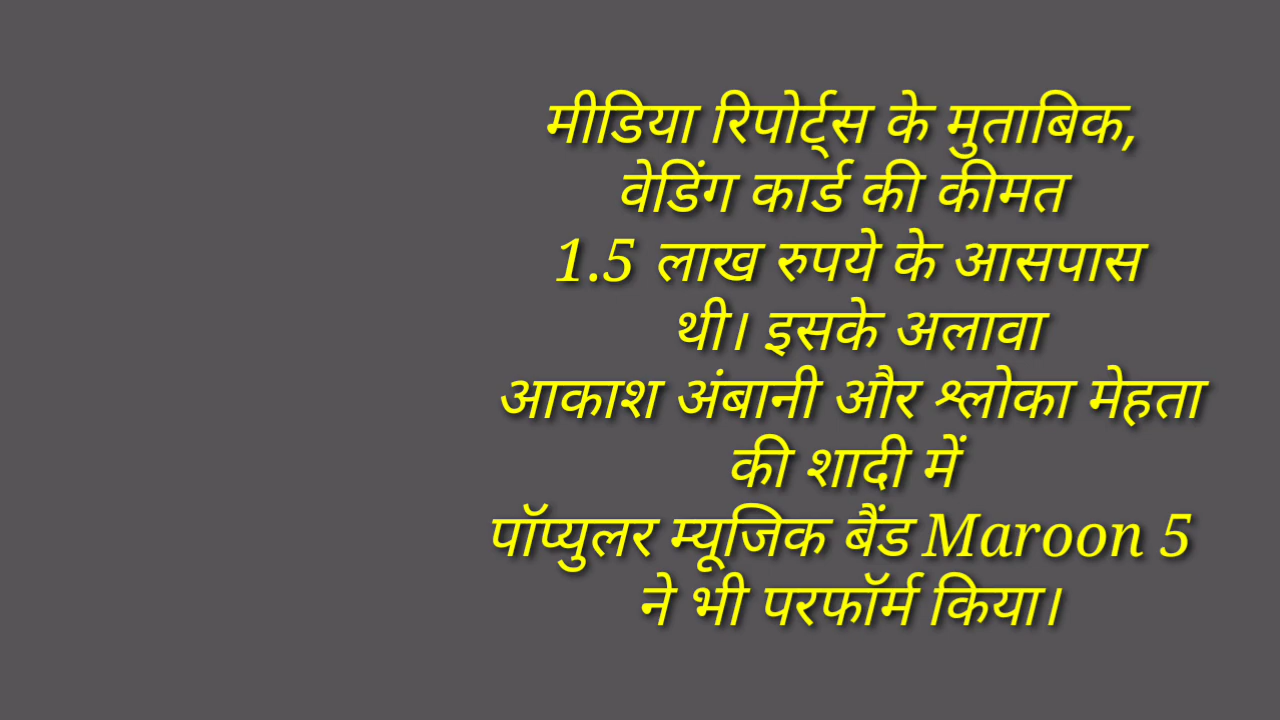 मीडिया रिपोर्ट्स के मुताबिक,
वेडिंग कार्ड की कीमत
1.5 लाख रुपये के आसपास
थी। इसके अलावा
आकाश अंबानी और श्लोका मेहता
की शादी में
पॉप्युलर म्यूजिक बैंड Maroon 5
ने भी परफॉर्म किया।